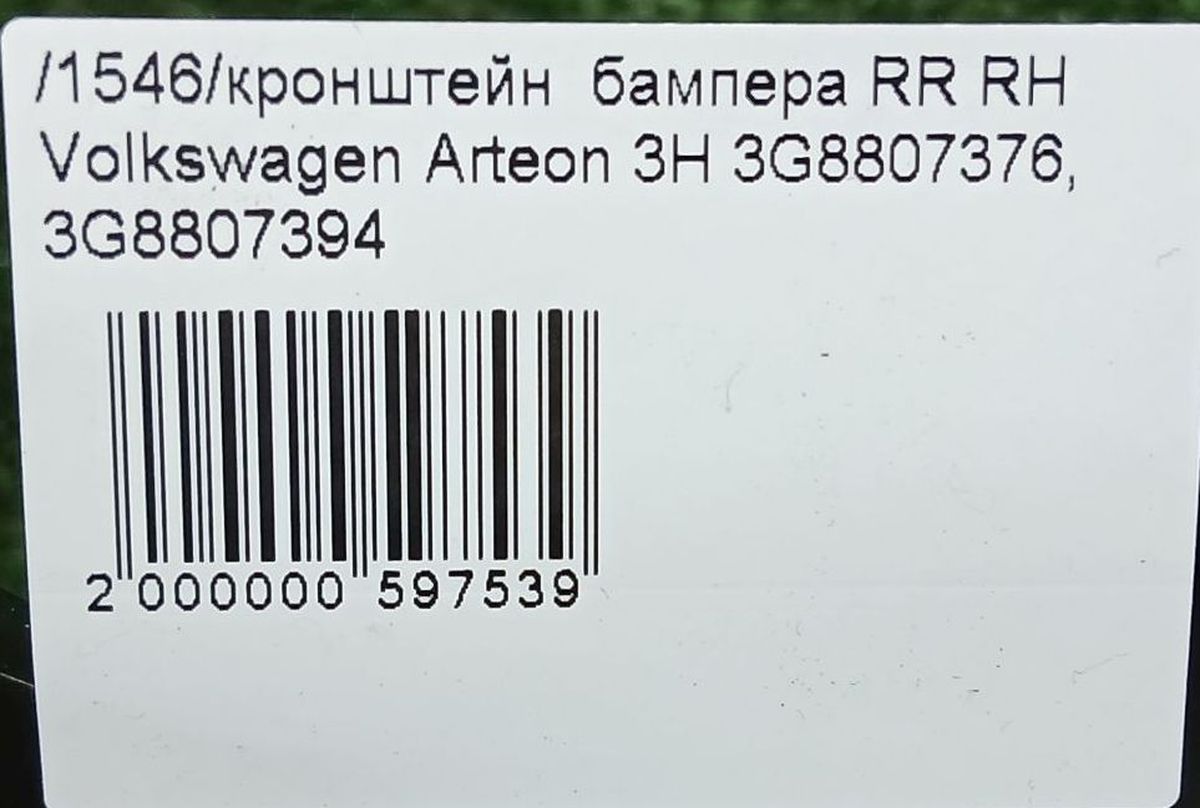 /1546/кронштейн бампера RR RH
Volkswagen Arteon 3H 3G8807376,
3G8807394
2 000000 597539